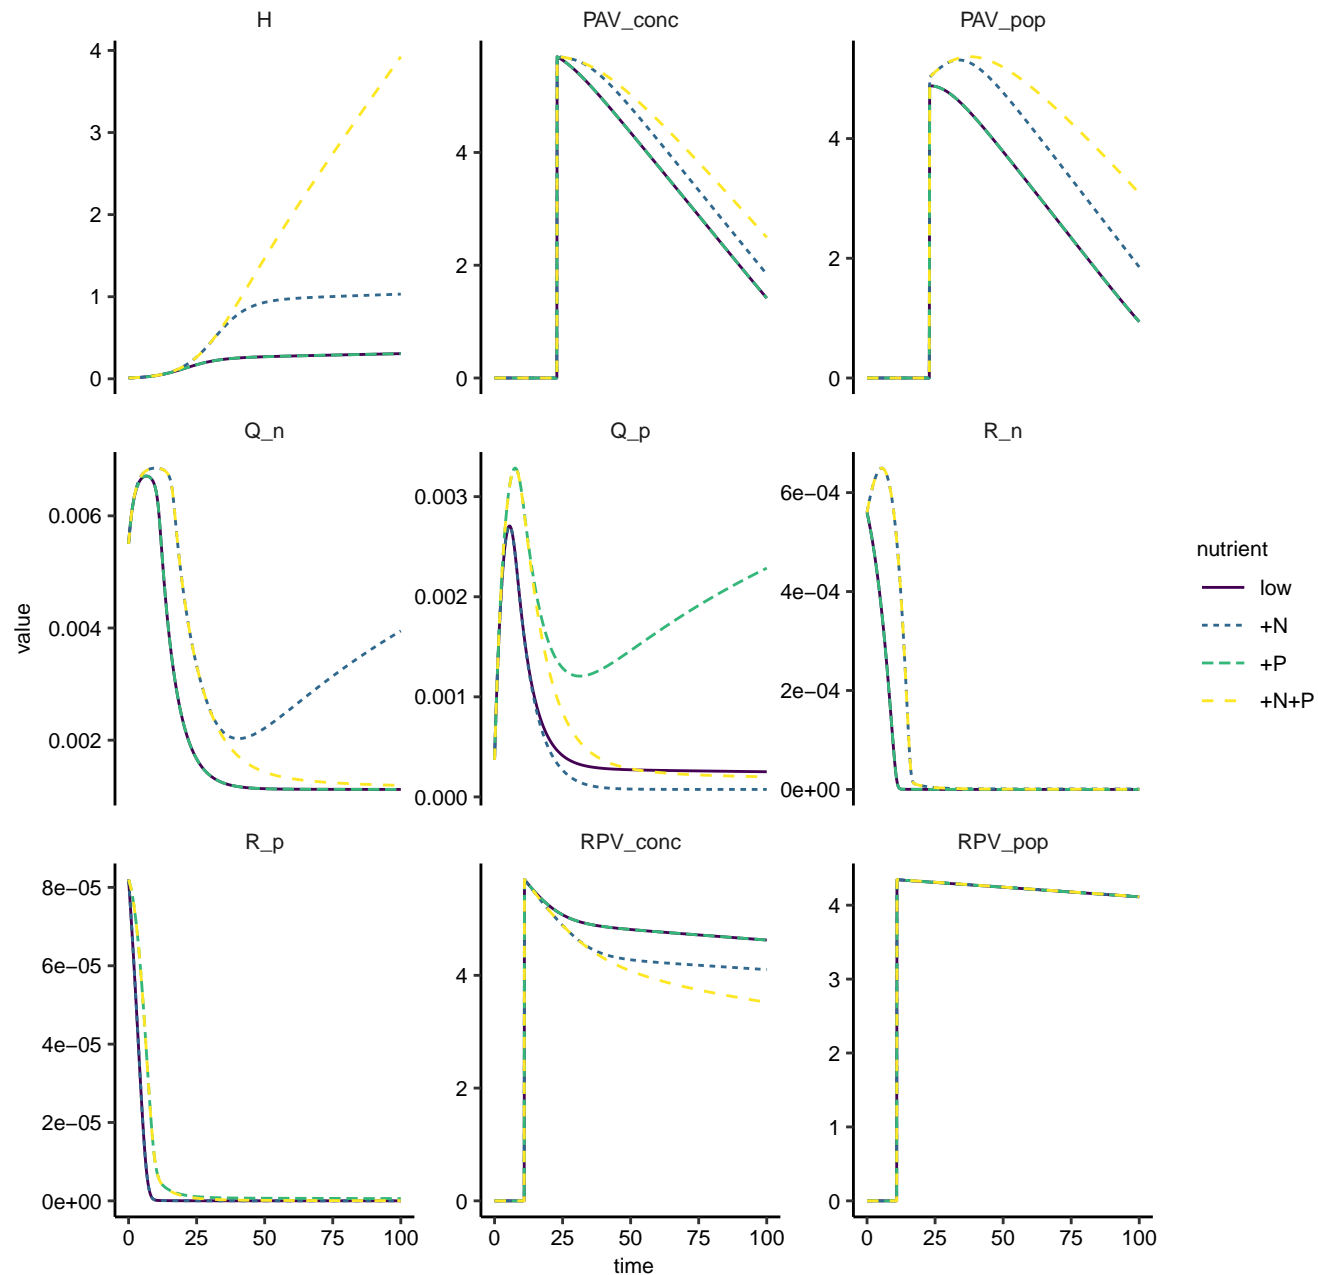 H
PAV_conc
PAV_pop
4
3
2
1
0
4
2
0
4
2
0
Q_n
Q_p
R_n
0.006
0.004
0.002
0.003
0.002
0.001
0.000
6e−04
4e−04
2e−04
0e+00
R_p
RPV_conc
RPV_pop
8e−05
6e−05
4e−05
2e−05
0e+00
4
2
0
4
3
2
1
0
0 25 50 75 100
0 25 50 75 100
0 25 50 75 100
time
value
nutrient
low
+N
+P
+N+P